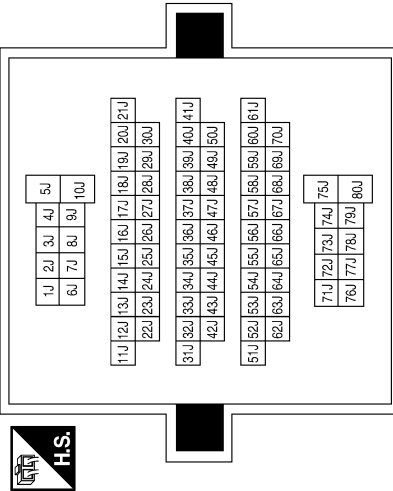 H.S.
1J 2J 3J 4J 5J
6J 7J 8J 9J 10J
11J 12J 13J 14J 15J 16J 17J 18J 19J 20J 21J
22J 23J 24J 25J 26J 27J 28J 29J 30J
31J 32J 33J 34J 35J 36J 37J 38J 39J 40J 41J
42J 43J 44J 45J 46J 47J 48J 49J 50J
51J 52J 53J 54J 55J 56J 57J 58J 59J 60J 61J
62J 63J 64J 65J 66J 67J 68J 69J 70J
71J 72J 73J 74J 75J
76J 77J 78J 79J 80J